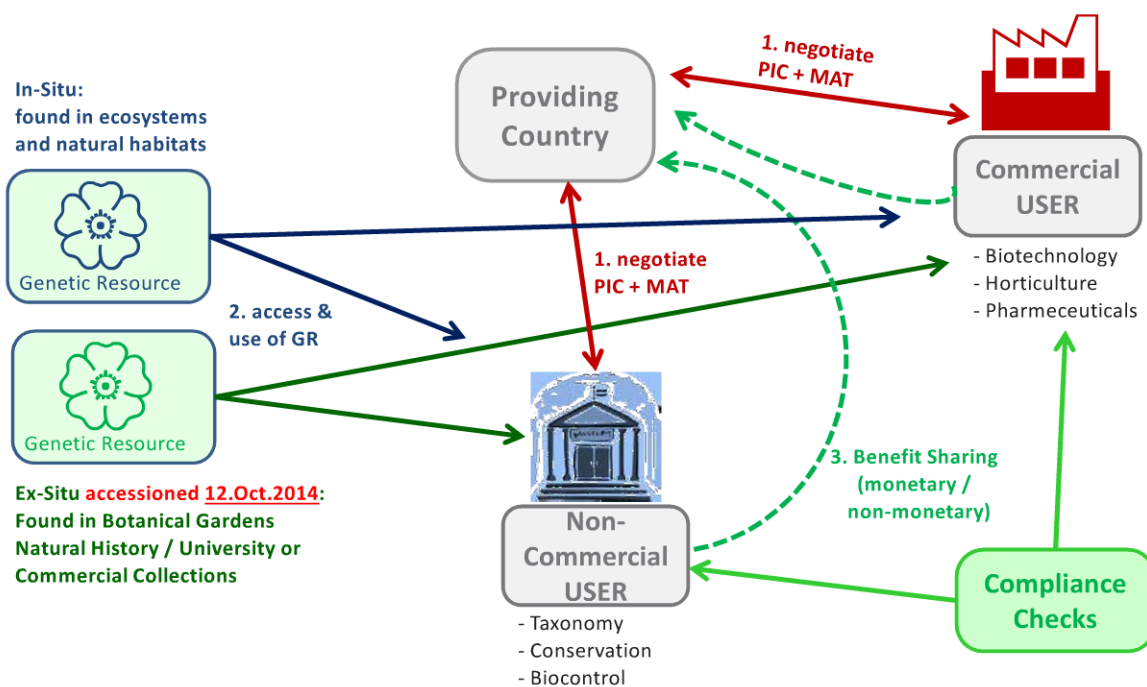 In-Situ:
found in ecosystems
and natural habitats
Genetic Resource
Genetic Resource
Ex-Situ accessioned 12.Oct.2014:
Found in Botanical Gardens
Natural History / University or
Commercial Collections
2. access &
use of GR
Providing
Country
1. negotiate
PIC + MAT
1. negotiate
PIC + MAT
Commercial
USER
- Biotechnology
- Horticulture
- Pharmeceuticals
3. Benefit Sharing
(monetary /
non-monetary)
Non-
Commercial
USER
- Taxonomy
- Conservation
- Biocontrol
Compliance
Checks